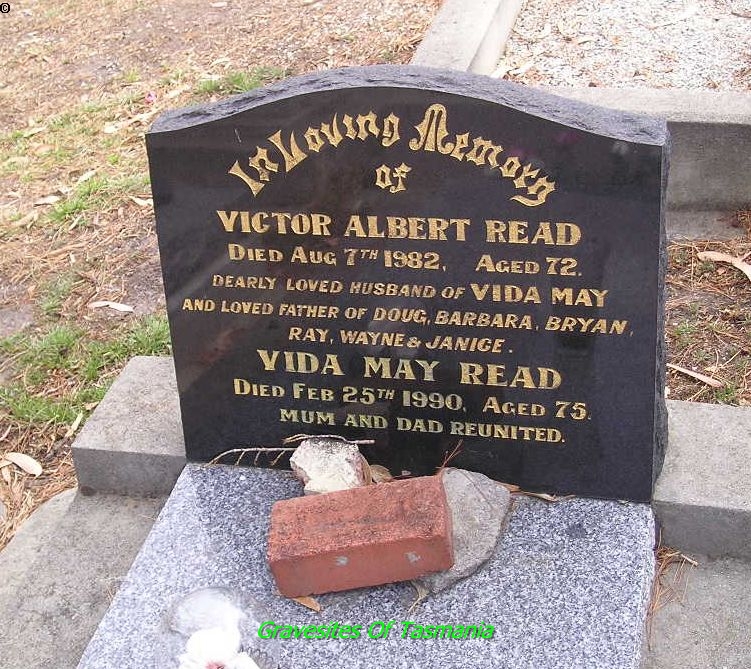 ©
In Loving Memory
of
VICTOR ALBERT READ
DIED AUG 7TH 1982, AGED 72.
DEARLY LOVED HUSBAND OF VIDA MAY
AND LOVED FATHER OF DOUG, BARBARA, BRYAN,
RAY, WAYNE & JANICE.
VIDA MAY READ
DIED FEB 25TH 1990, AGED 75.
MUM AND DAD REUNITED.
Gravesites Of Tasmania